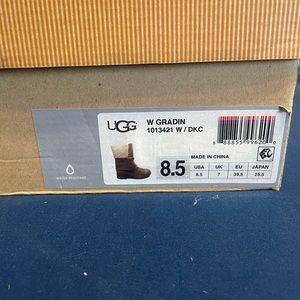 UGG
W GRADIN
1013421 W / DKC
8.5
MADE IN CHINA
USA UK EU JAPAN
8.5 7 39.5 25.5
WATER RESISTANT